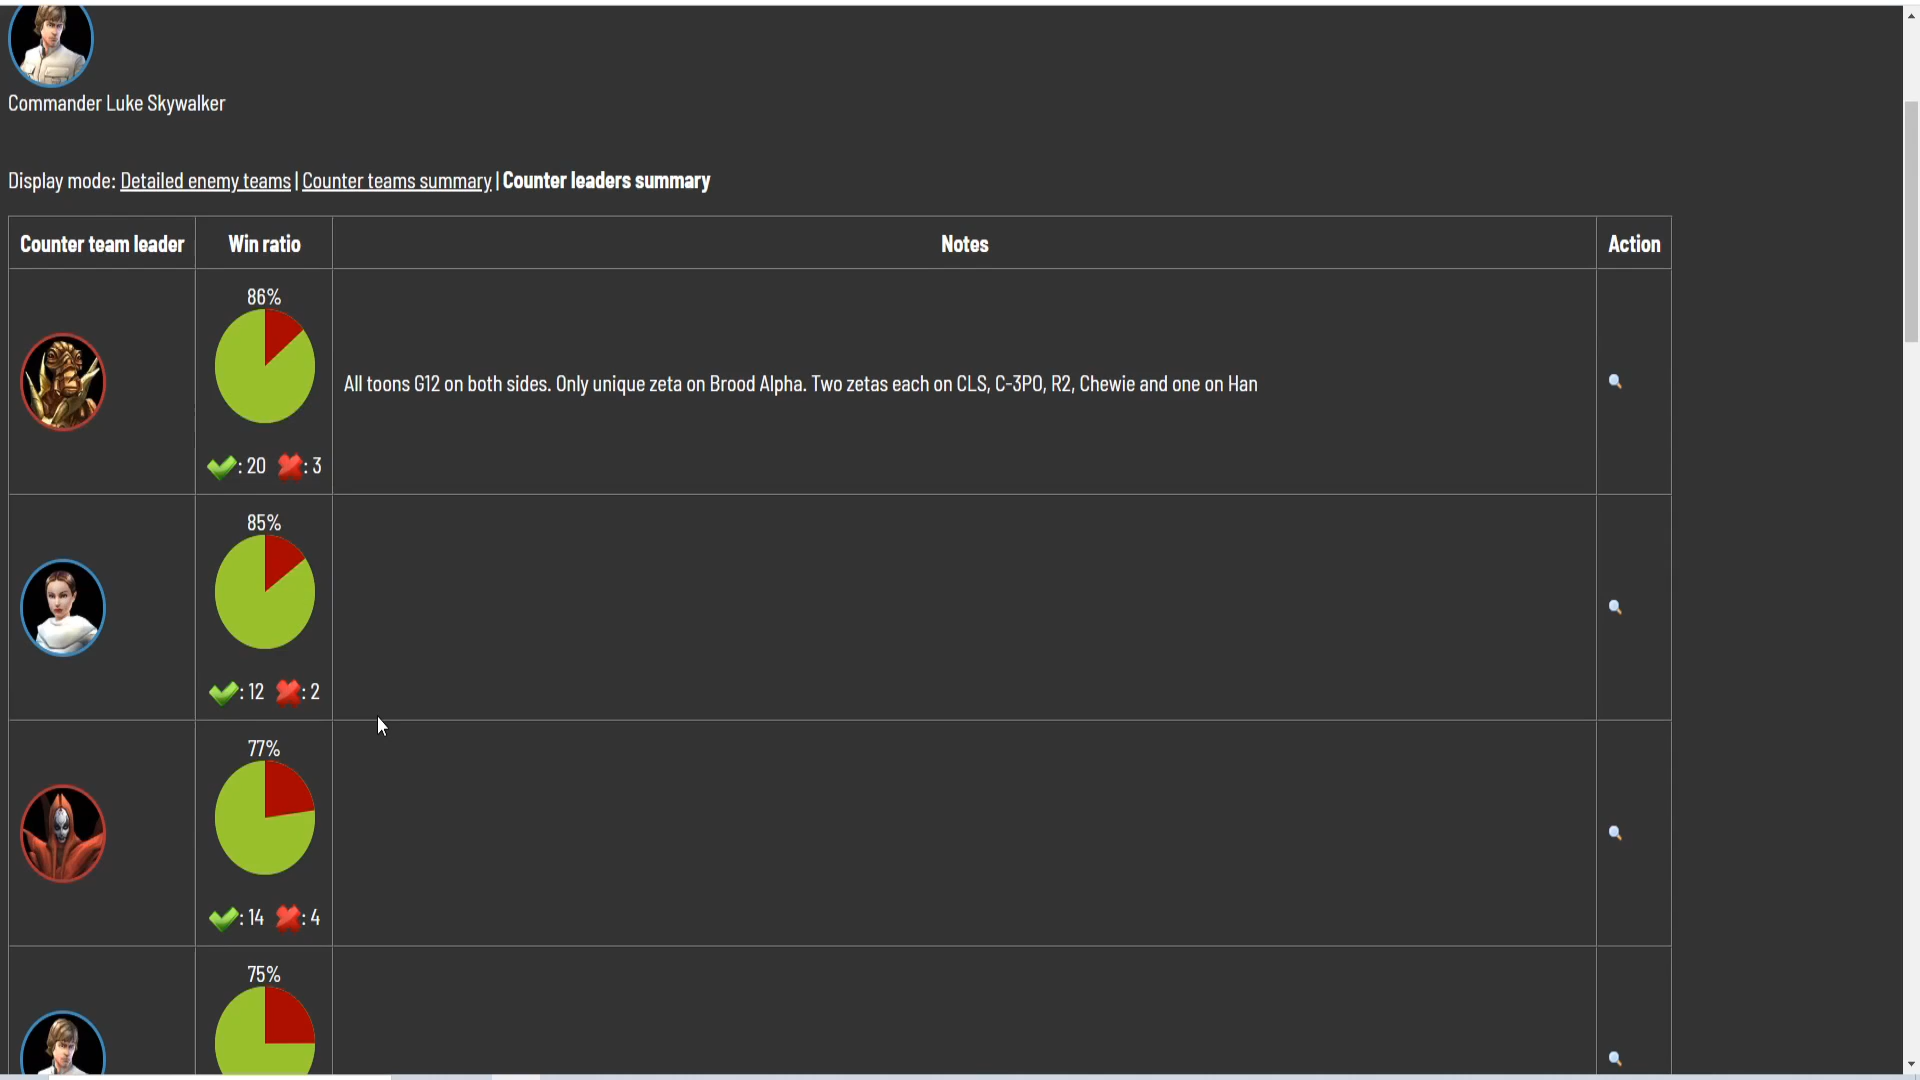 Commander Luke Skywalker
Display mode: Detailed enemy teams | Counter teams summary | Counter leaders summary
Counter team leader Win ratio Notes Action
86%
All toons G12 on both sides. Only unique zeta on Brood Alpha. Two zetas each on CLS, C-3PO, R2, Chewie and one on Han
: 20 : 3
85%
: 12 : 2
77%
: 14 : 4
75%